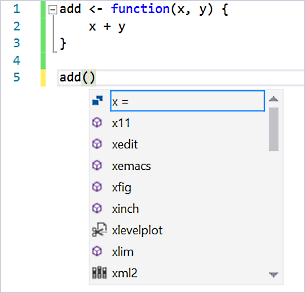 1 add <- function(x, y) {
2 x + y
3 }
4
5 add()
x =
x11
xedit
xemacs
xfig
xinch
xlevelplot
xlim
xml2